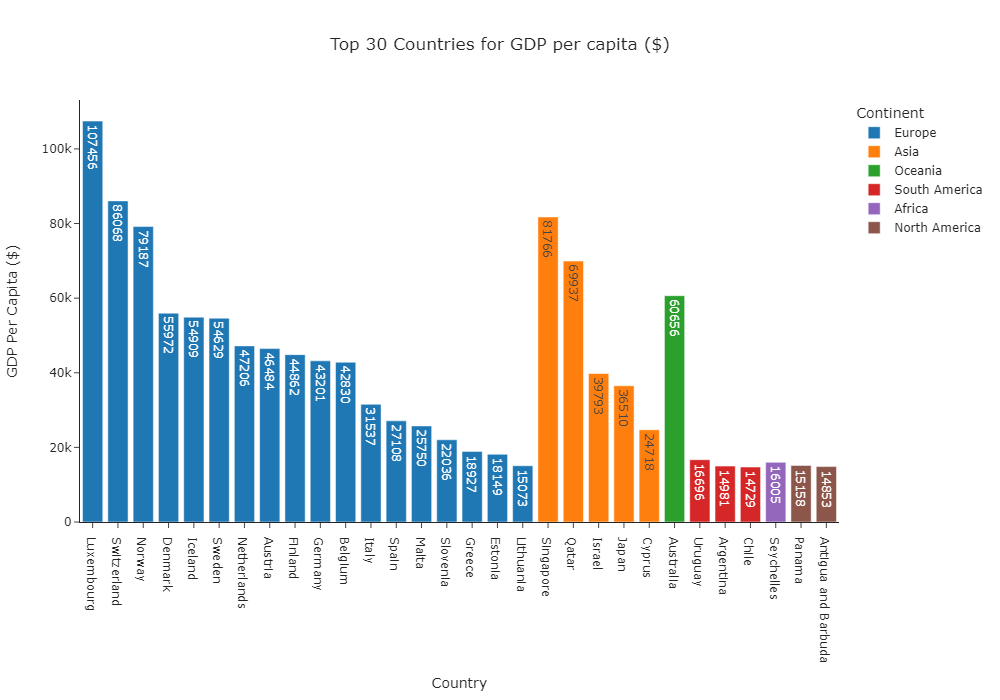 Top 30 Countries for GDP per capita ($)
Continent
Europe
Asia
Oceania
South America
Africa
North America
GDP Per Capita ($)
100k
80k
60k
40k
20k
0
107456
86068
79187
55972
54909
54629
47206
46484
44862
43201
42830
31537
27108
25750
22036
18927
18149
15073
81766
69937
39793
36510
24718
60656
16696
14981
14729
16005
15158
14853
Luxembourg
Switzerland
Norway
Denmark
Iceland
Sweden
Netherlands
Austria
Finland
Germany
Belgium
Italy
Spain
Malta
Slovenia
Greece
Estonia
Lithuania
Singapore
Qatar
Israel
Japan
Cyprus
Australia
Uruguay
Argentina
Chile
Seychelles
Panama
Antigua and Barbuda
Country